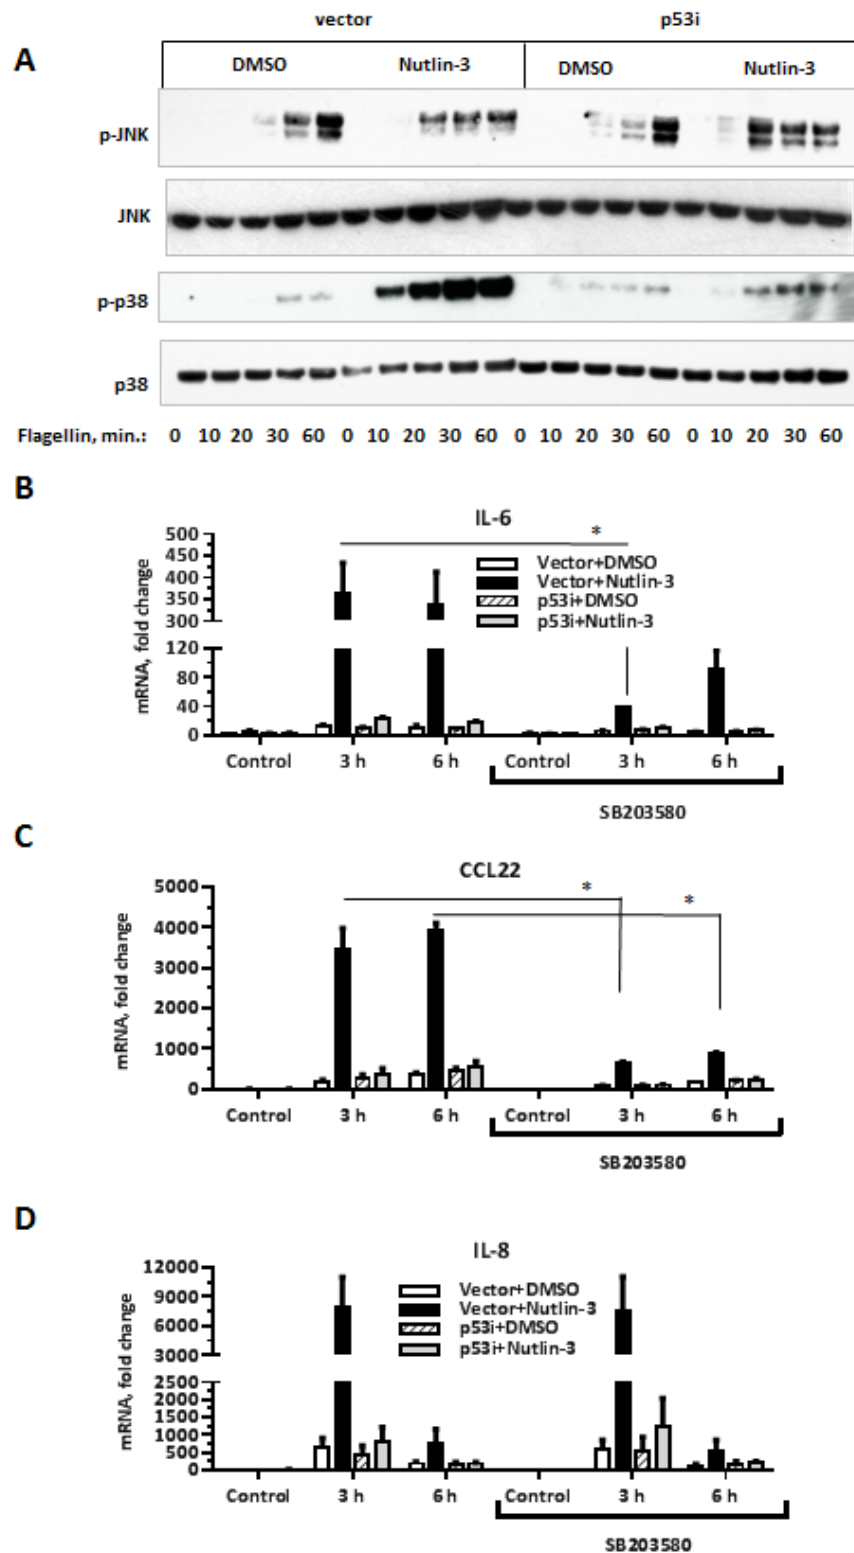 vector p53i
A
DMSO Nutlin-3 DMSO Nutlin-3
p-JNK
JNK
p-p38
p38
Flagellin, min.: 0 10 20 30 60 0 10 20 30 60 0 10 20 30 60 0 10 20 30 60
B
IL-6
*
mRNA, fold change
500
450
400
350
300
120
80
40
0
Vector+DMSO
Vector+Nutlin-3
p53i+DMSO
p53i+Nutlin-3
Control 3 h 6 h Control 3 h 6 h
SB203580
C
CCL22
*
*
mRNA, fold change
5000
4000
3000
2000
1000
0
Control 3 h 6 h Control 3 h 6 h
SB203580
D
IL-8
mRNA, fold change
12000
9000
6000
3000
2500
2000
1500
1000
500
0
Vector+DMSO
Vector+Nutlin-3
p53i+DMSO
p53i+Nutlin-3
Control 3 h 6 h Control 3 h 6 h
SB203580